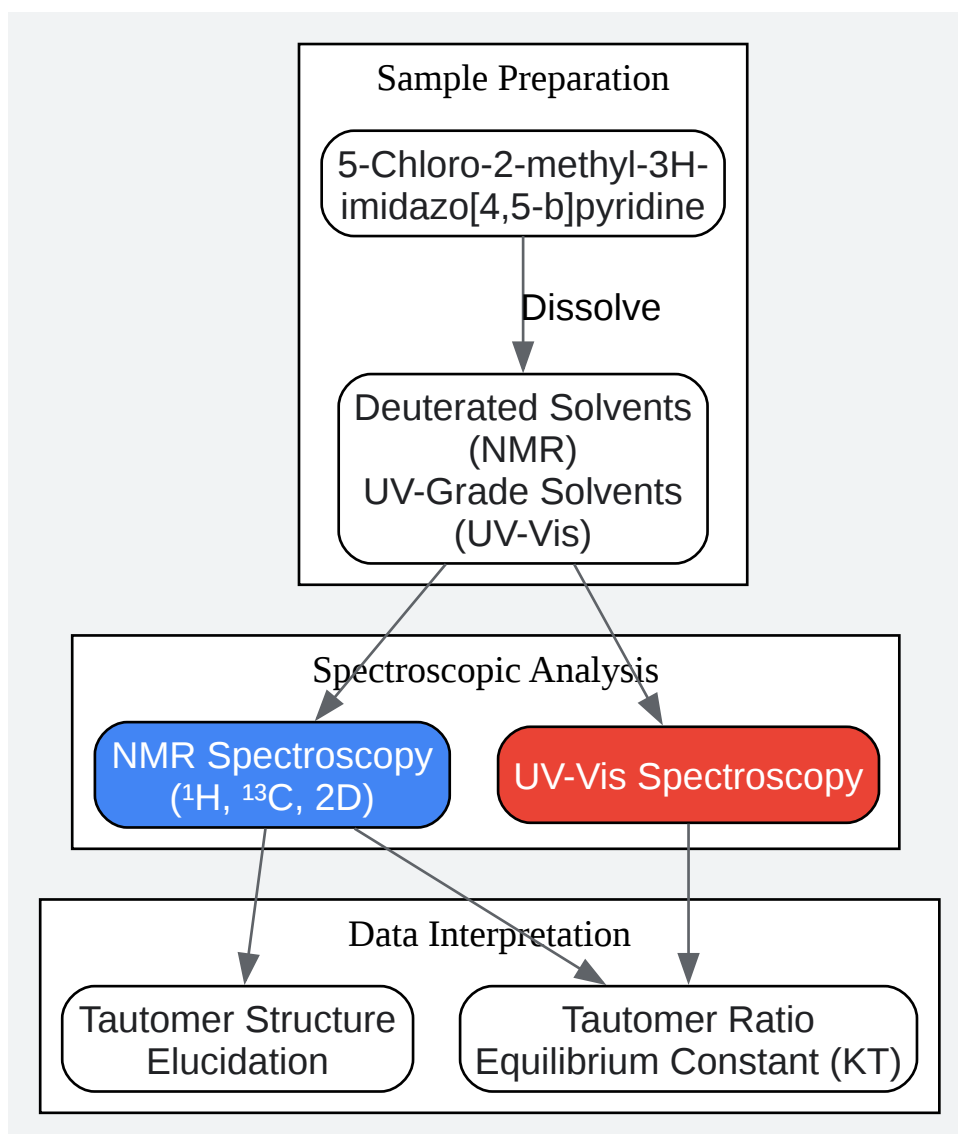 Sample Preparation
5-Chloro-2-methyl-3H-
imidazo[4,5-b]pyridine
Dissolve
Deuterated Solvents
(NMR)
UV-Grade Solvents
(UV-Vis)
Spectroscopic Analysis
NMR Spectroscopy
(¹H, ¹³C, 2D)
UV-Vis Spectroscopy
Data Interpretation
Tautomer Structure
Elucidation
Tautomer Ratio
Equilibrium Constant (KT)